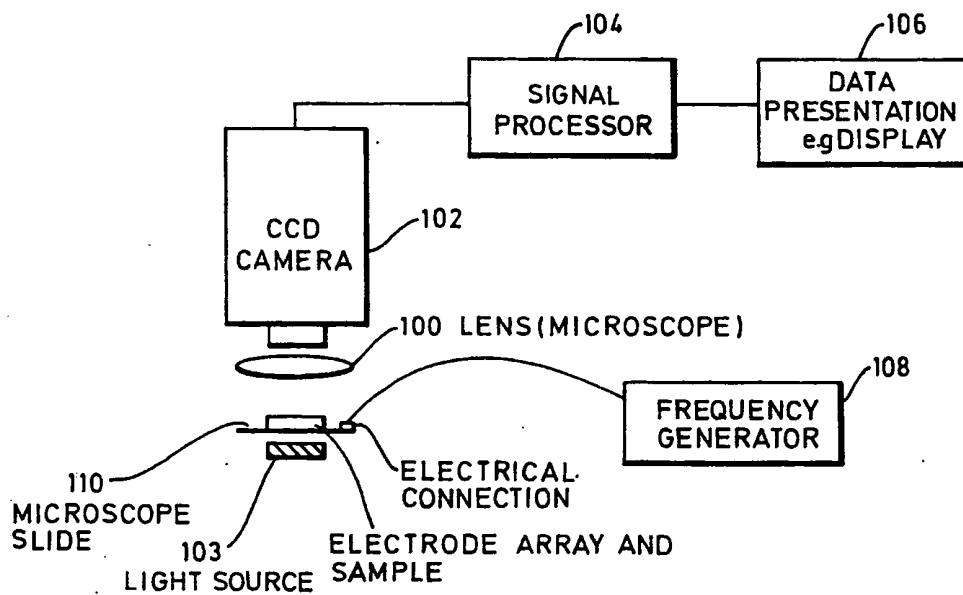 104
106
SIGNAL
PROCESSOR
DATA
PRESENTATION
e.g DISPLAY
CCD
CAMERA
102
100 LENS (MICROSCOPE)
108
FREQUENCY
GENERATOR
110
MICROSCOPE
SLIDE
ELECTRICAL
CONNECTION
103
LIGHT SOURCE
ELECTRODE ARRAY AND
SAMPLE